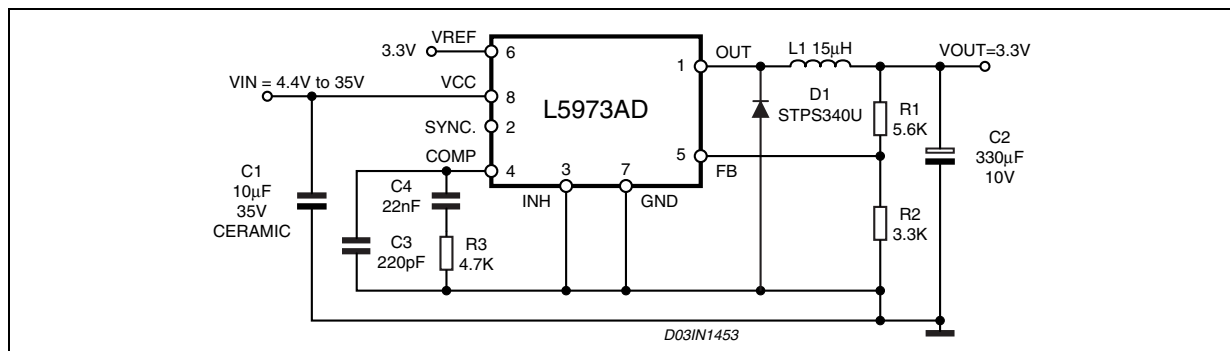 VREF
3.3V
6
VIN = 4.4V to 35V
VCC
8
SYNC.
2
COMP
4
L5973AD
1
OUT
L1 15μH
VOUT=3.3V
D1
STPS340U
R1
5.6K
C2
330μF
10V
5
FB
3
INH
7
GND
C1
10μF
35V
CERAMIC
C4
22nF
C3
220pF
R3
4.7K
R2
3.3K
D03IN1453